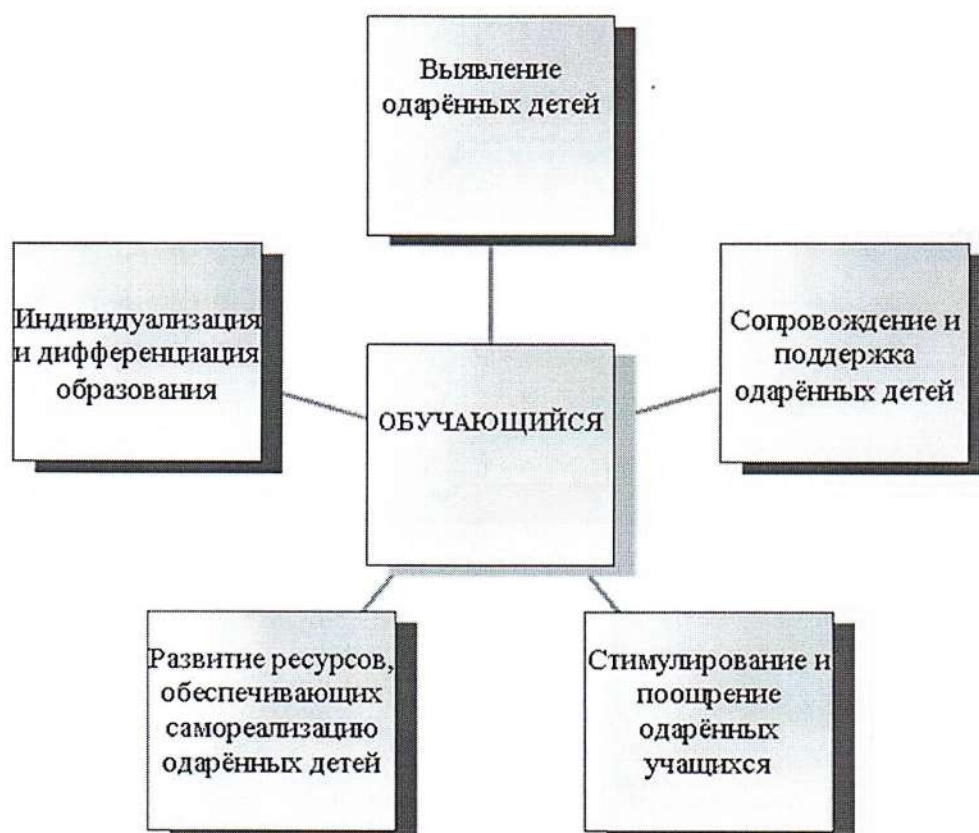 Выявление
одарённых детей
Индивидуализация
и дифференциация
образования
Сопровождение и
поддержка
одарённых детей
ОБУЧАЮЩИЙСЯ
Развитие ресурсов,
обеспечивающих
самореализацию
одарённых детей
Стимулирование и
поощрение
одарённых
учащихся